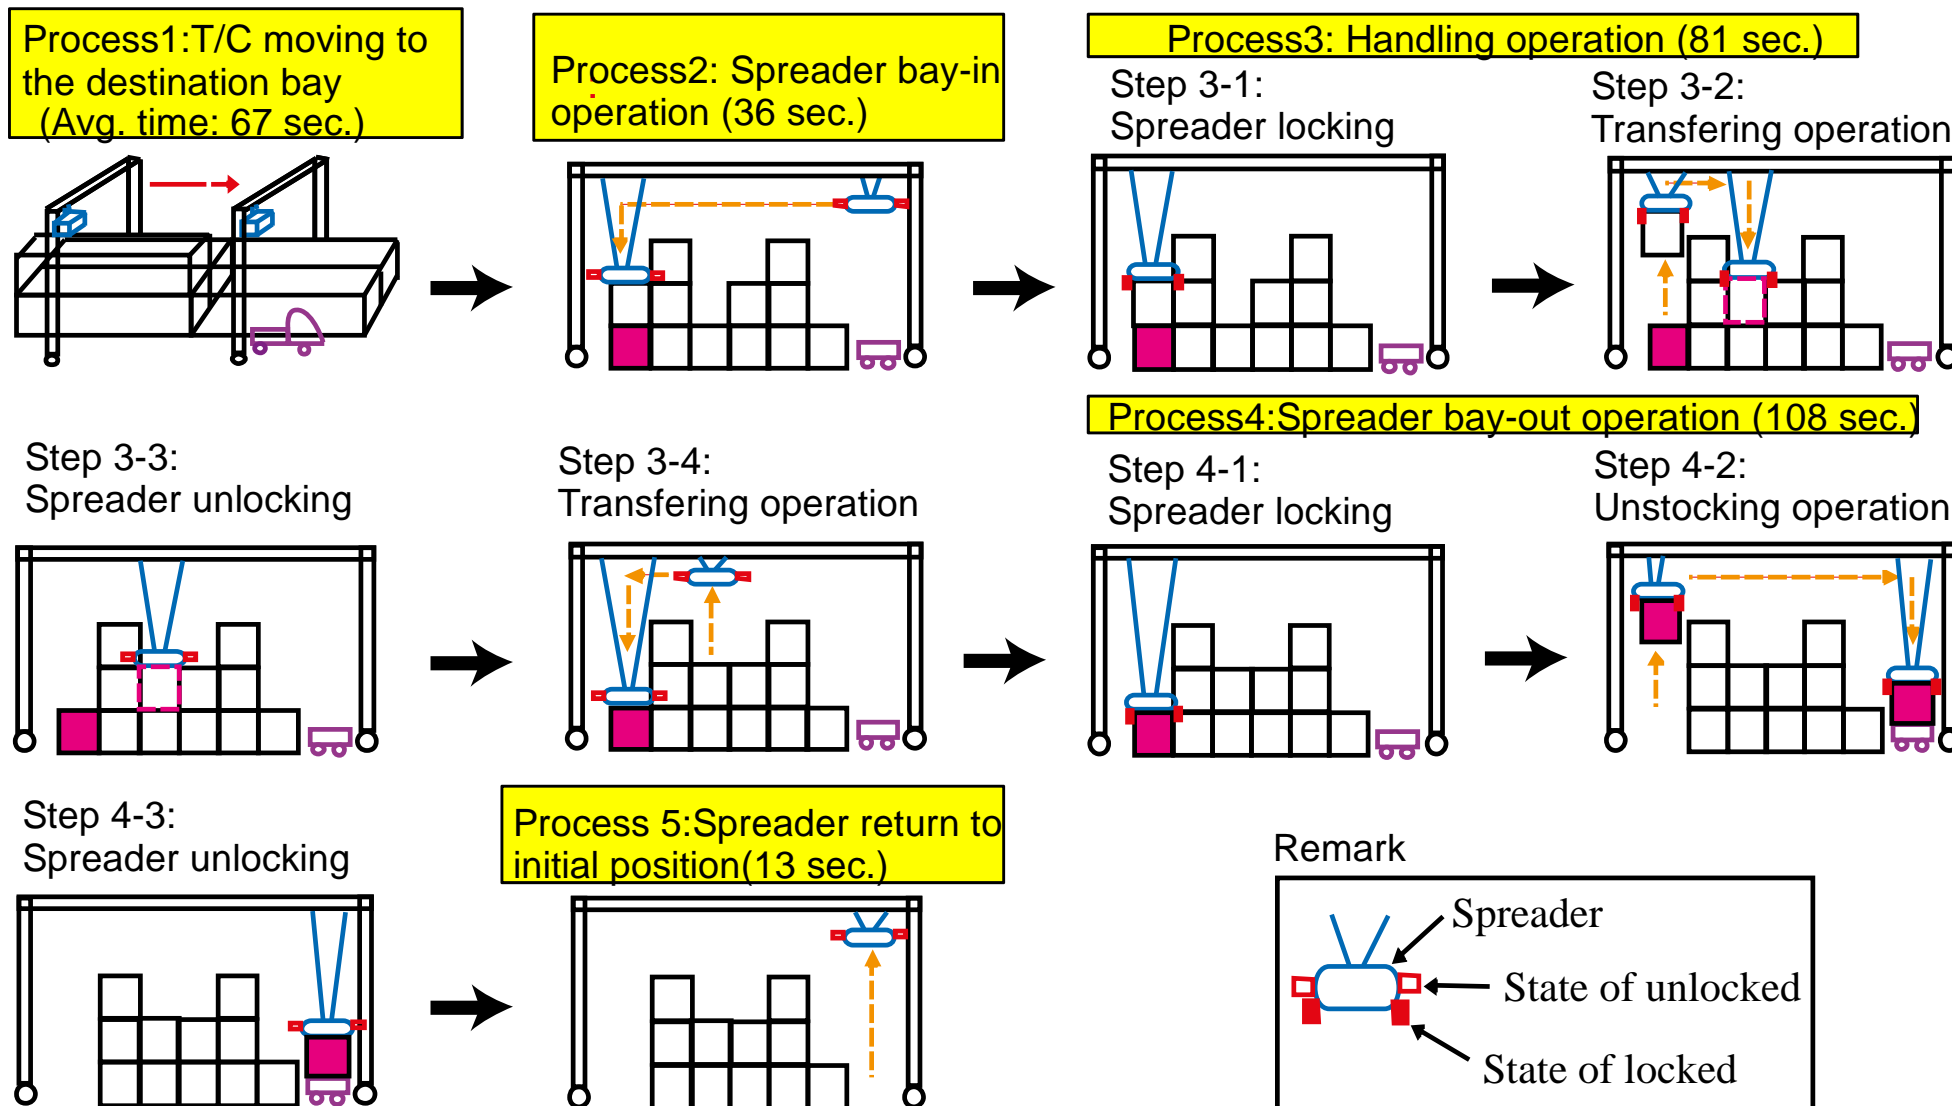 Process1:T/C moving to
the destination bay
(Avg. time: 67 sec.)
Process2: Spreader bay-in
operation (36 sec.)
Process3: Handling operation (81 sec.)
Step 3-1:
Spreader locking
Step 3-2:
Transfering operation
Step 3-3:
Spreader unlocking
Step 3-4:
Transfering operation
Process4:Spreader bay-out operation (108 sec.)
Step 4-1:
Spreader locking
Step 4-2:
Unstocking operation
Step 4-3:
Spreader unlocking
Process 5:Spreader return to
initial position(13 sec.)
Remark
Spreader
State of unlocked
State of locked